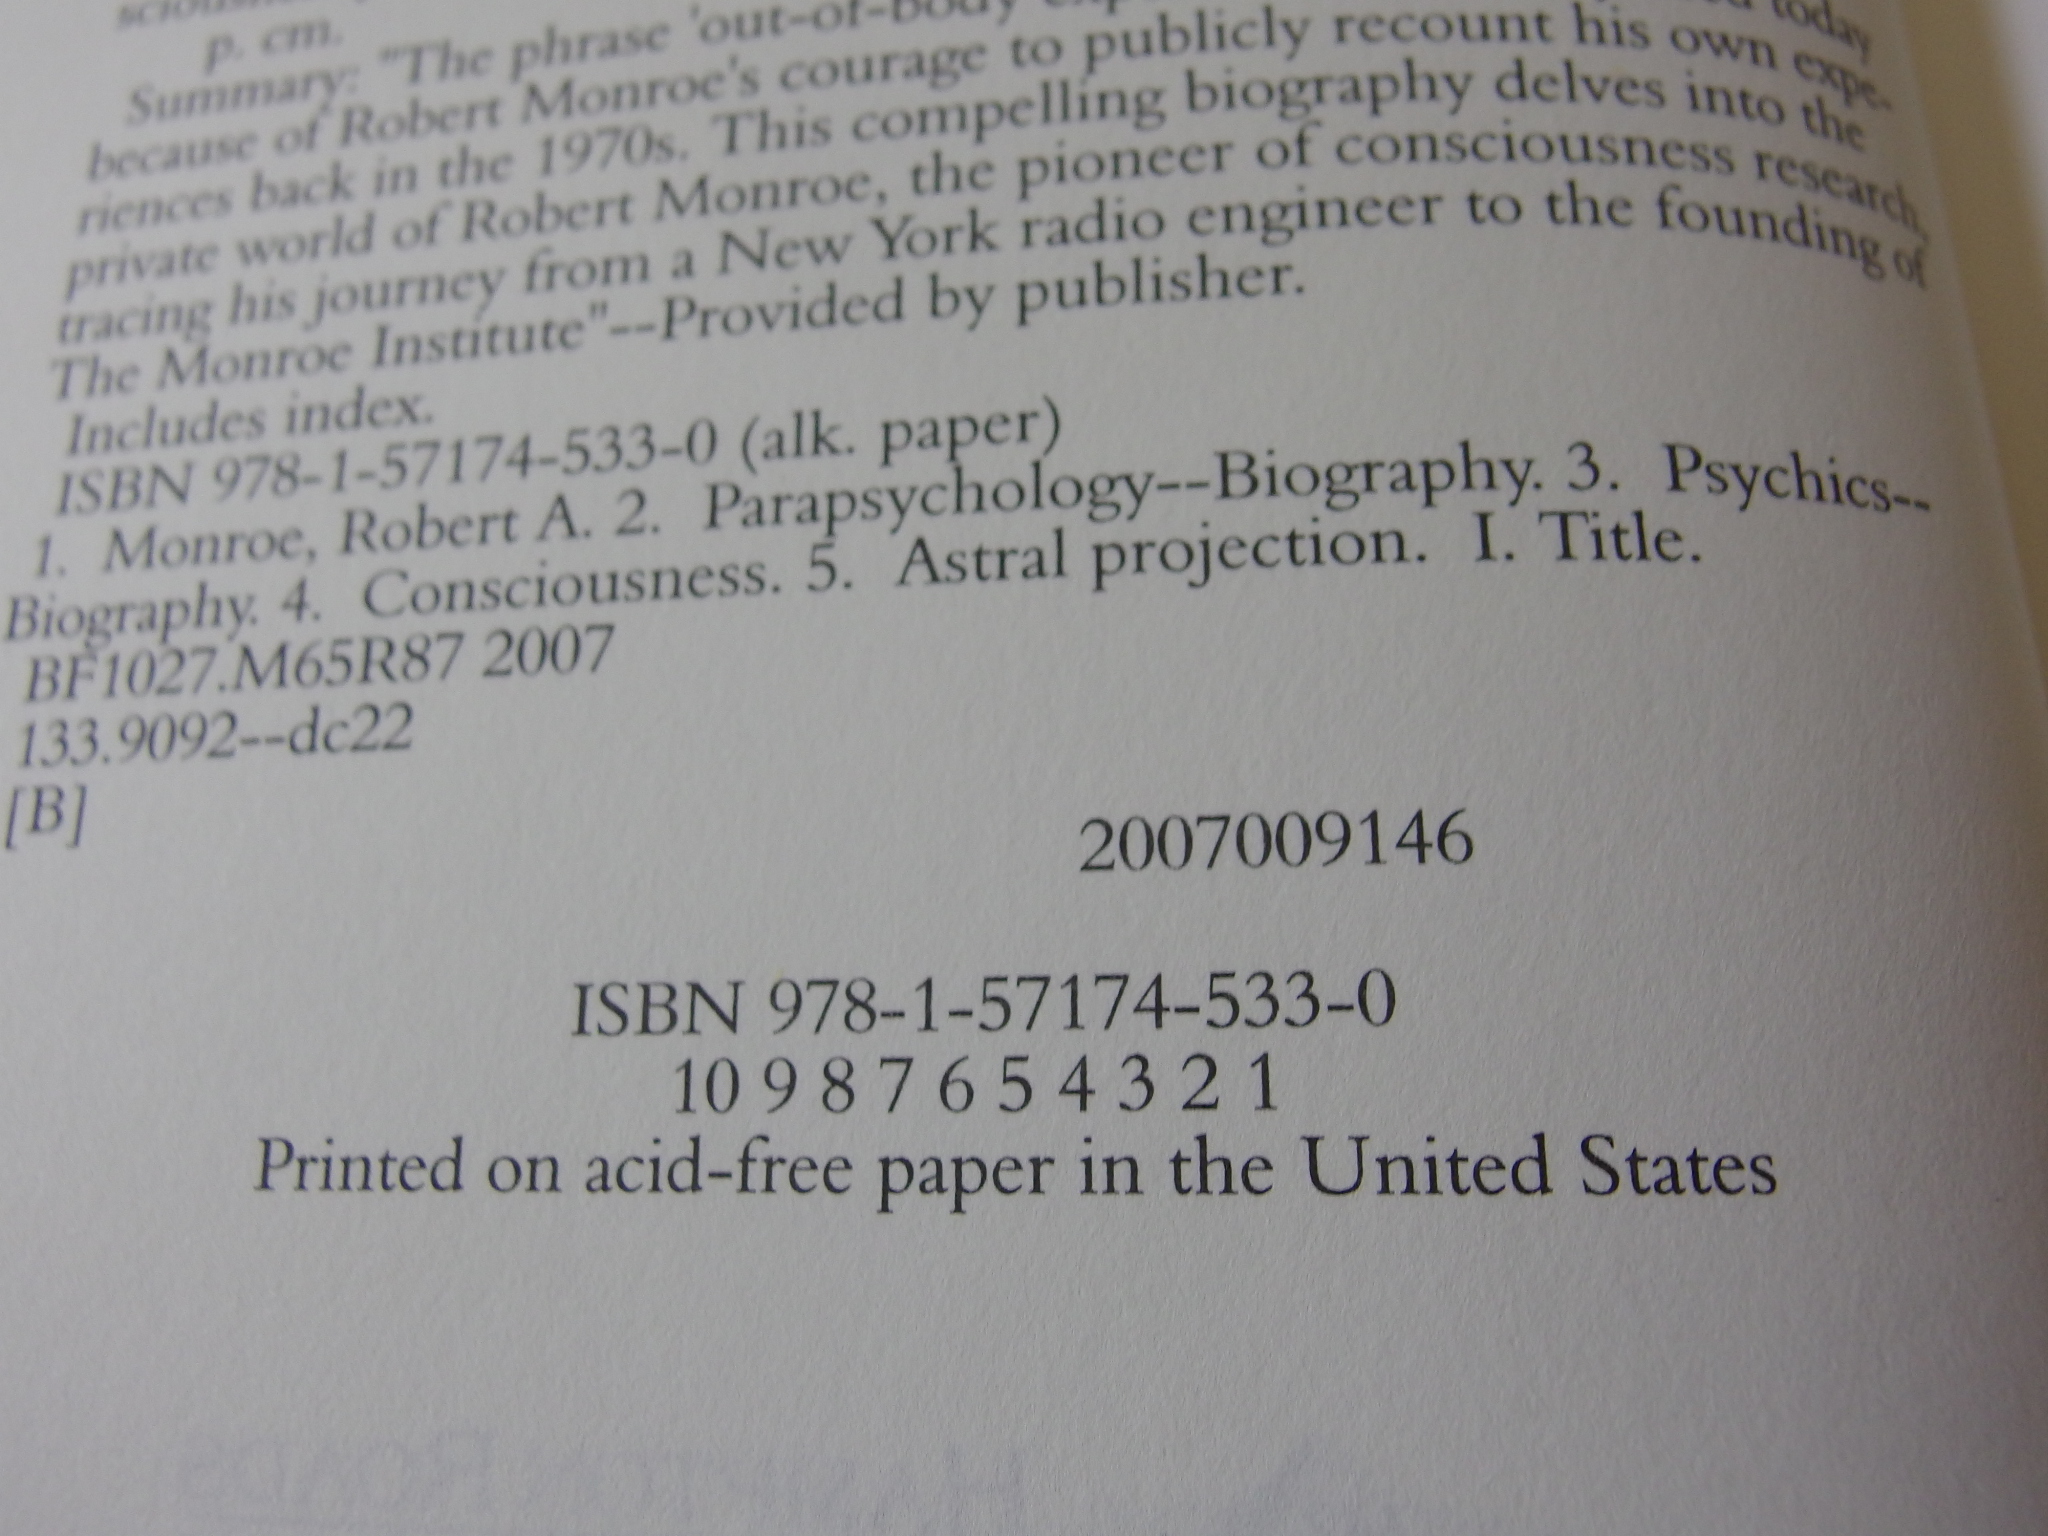 p. cm.
Summary: "The phrase 'out-of-body today
because of Robert Monroe's courage to publicly recount his own expe-
riences back in the 1970s. This compelling biography delves into the
private world of Robert Monroe, the pioneer of consciousness research,
tracing his journey from a New York radio engineer to the founding of
The Monroe Institute"--Provided by publisher.
Includes index.
ISBN 978-1-57174-533-0 (alk. paper)
1. Monroe, Robert A. 2. Parapsychology--Biography. 3. Psychics--
Biography. 4. Consciousness. 5. Astral projection. I. Title.
BF1027.M65R87 2007
133.9092--dc22
[B]
2007009146
ISBN 978-1-57174-533-0
10 9 8 7 6 5 4 3 2 1
Printed on acid-free paper in the United States